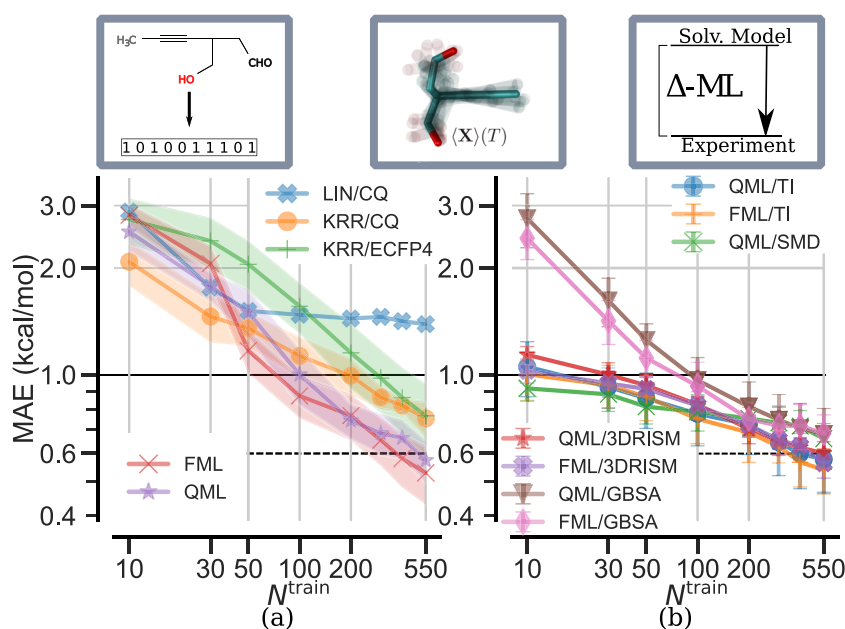 H₃C
CHO
HO
1 0 1 0 0 1 1 1 0 1
⟨X⟩(T)
Solv. Model
Δ-ML
Experiment
LIN/CQ
KRR/CQ
KRR/ECFP4
FML
QML
MAE (kcal/mol)
3.0
2.0
1.0
0.6
0.4
10 30 50 100 200 550
N^train
(a)
QML/TI
FML/TI
QML/SMD
QML/3DRISM
FML/3DRISM
QML/GBSA
FML/GBSA
3.0
2.0
1.0
0.6
0.4
10 30 50 100 200 550
N^train
(b)